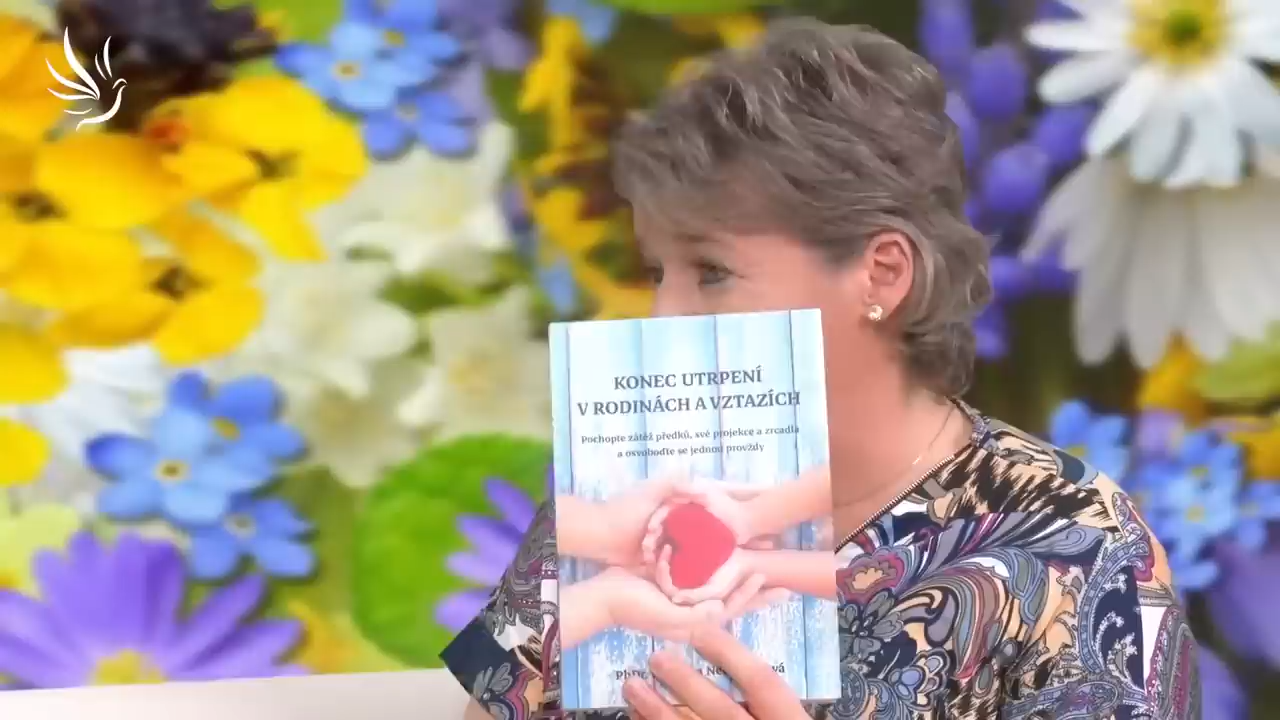 KONEC UTRPENÍ
V RODINÁCH A VZTAZÍCH
Pochopte zátěž předků, své projekce a zrcadla
a osvoboďte se jednou provždy